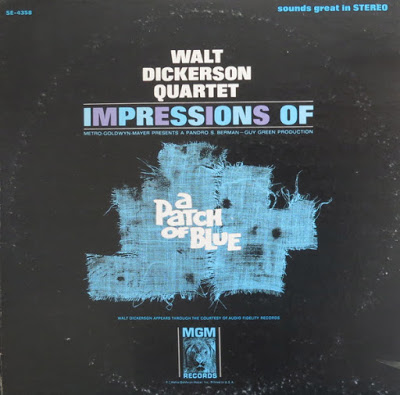 SE-4358
sounds great in STEREO
WALT
DICKERSON
QUARTET
IMPRESSIONS OF
METRO-GOLDWYN-MAYER PRESENTS A PANDRO S. BERMAN-GUY GREEN PRODUCTION
a
PATCH
OF BLUE
WALT DICKERSON APPEARS THROUGH THE COURTESY OF AUDIO FIDELITY RECORDS
MGM
RECORDS